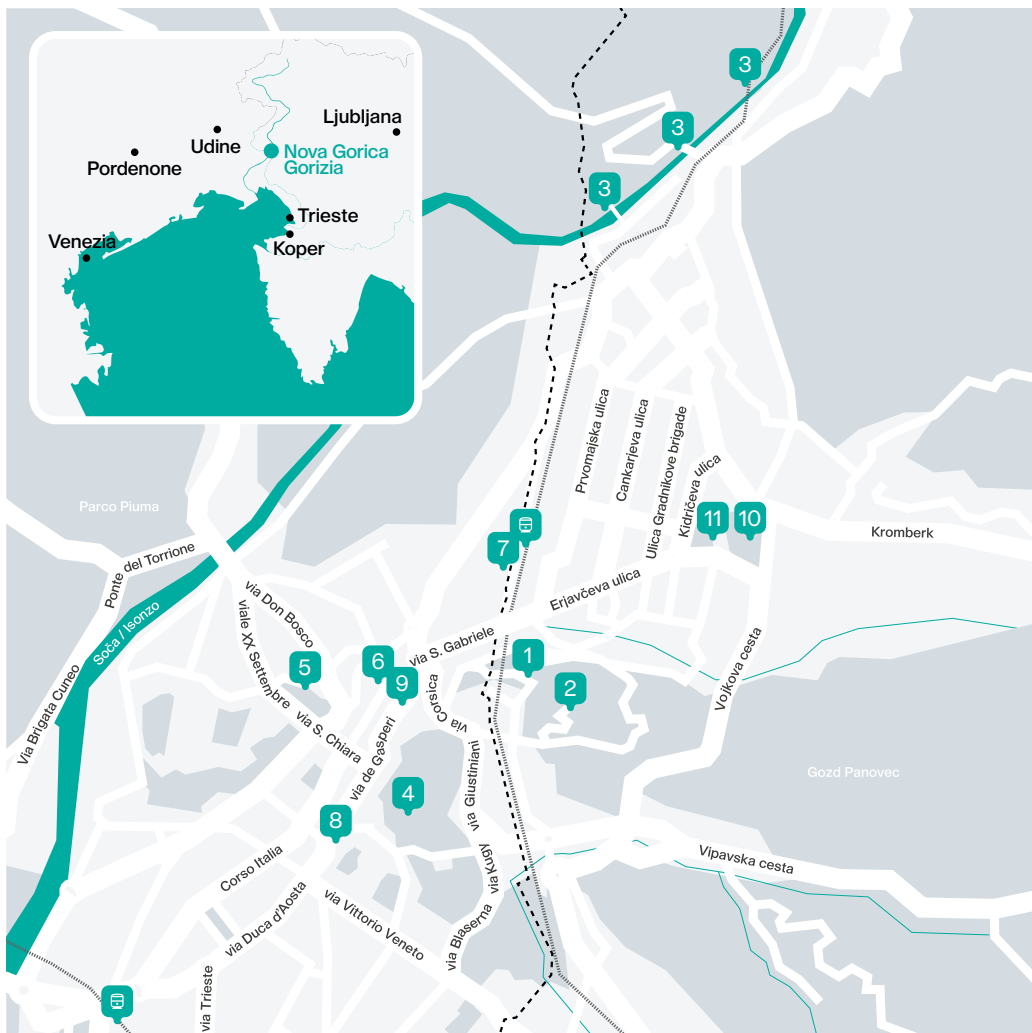 Ljubljana
Udine
Pordenone
Nova Gorica
Gorizia
Trieste
Koper
Venezia
3
3
3
Prvomajska ulica
Cankarjeva ulica
Ulica Gradnikove brigade
Kidričeva ulica
Parco Piuma
11
10
Kromberk
7
Ponte del Torrione
Erjavčeva ulica
via Don Bosco
viale XX Settembre
Soča / Isonzo
via S. Gabriele
1
6
5
9
2
Via Brigata Cuneo
via Corsica
Vojkova cesta
via S. Chiara
via de Gasperi
via Giustiniani
Gozd Panovec
4
8
Vipavska cesta
Corso Italia
via Kugy
via Duca d'Aosta
via Vittorio Veneto
via Blaserna
via Trieste